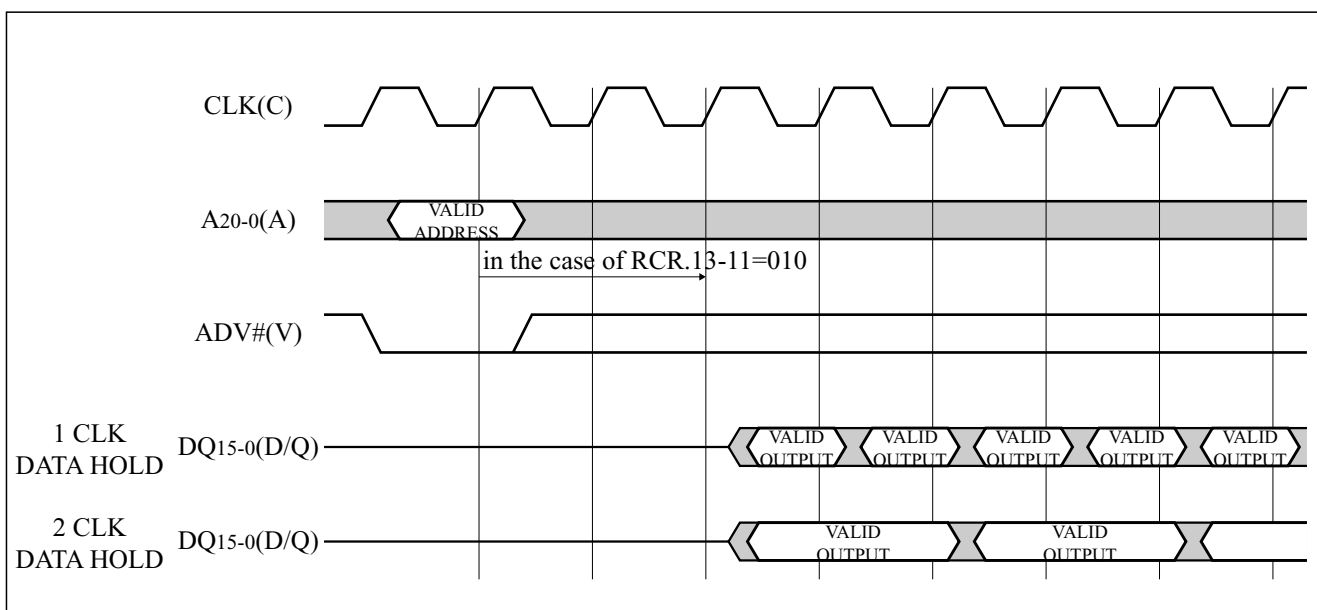 CLK(C)
A20-0(A)
VALID
ADDRESS
in the case of RCR.13-11=010
ADV#(V)
1 CLK
DATA HOLD
DQ15-0(D/Q)
VALID
OUTPUT
VALID
OUTPUT
VALID
OUTPUT
VALID
OUTPUT
VALID
OUTPUT
2 CLK
DATA HOLD
DQ15-0(D/Q)
VALID
OUTPUT
VALID
OUTPUT